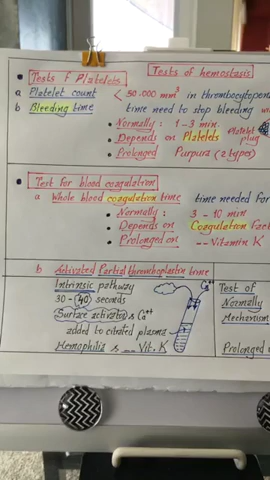 Tests of hemostasis
• Tests F Platelets
a Platelet count < 50.000 mm³ in thrombocytopen
b Bleeding time time need to stop bleeding
• Normally: 1-3 min.
• Depends on Platelets platelet plug
• Prolonged Purpura (2 types)
• Test for blood coagulation
a Whole blood coagulation time time needed for
• Normally: 3-10 min
• Depends on Coagulation fact
• Prolonged on -- Vitamin K
b Activated Partial thromboplastin time
Intrinsic pathway
30-40 seconds
Surface activators & Ca++
added to citrated plasma
Hemophilia & -- Vit. K
Ca++
Test of
Normally
Mechanism
Prolonged